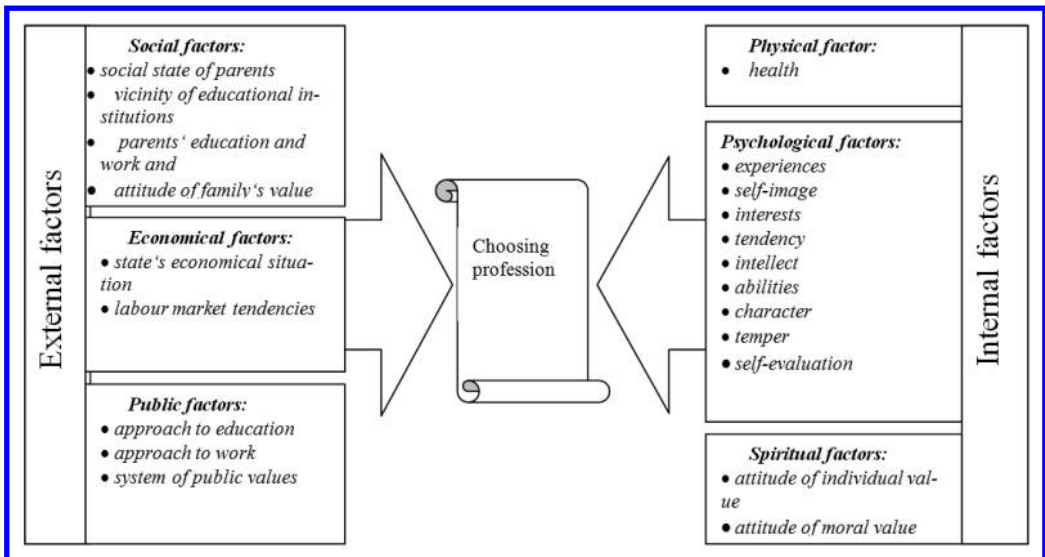 External factors
Social factors:
● social state of parents
● vicinity of educational in-
stitutions
● parents‘ education and
work and
● attitude of family‘s value
Economical factors:
● state‘s economical situa-
tion
● labour market tendencies
Public factors:
● approach to education
● approach to work
● system of public values
Choosing
profession
Physical factor:
● health
Psychological factors:
● experiences
● self-image
● interests
● tendency
● intellect
● abilities
● character
● temper
● self-evaluation
Spiritual factors:
● attitude of individual val-
ue
● attitude of moral value
Internal factors